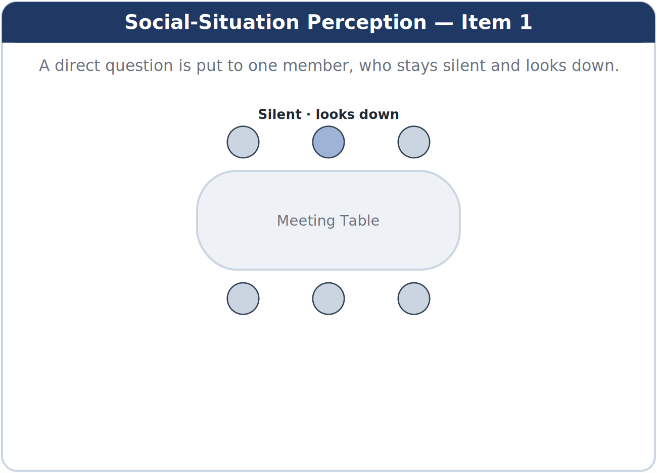 Social-Situation Perception — Item 1
A direct question is put to one member, who stays silent and looks down.
Silent · looks down
Meeting Table